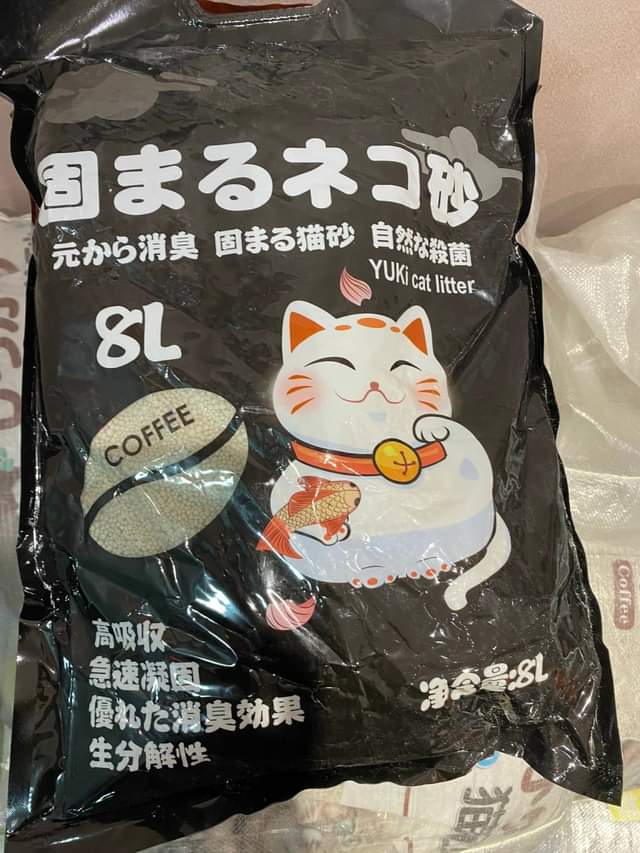 固まるネコ砂
元から消臭 固まる猫砂 自然な殺菌
YUKi cat litter
8L
COFFEE
高吸収
急速凝固
優れた消臭効果
生分解性
净含量:8L
Coffee
猫